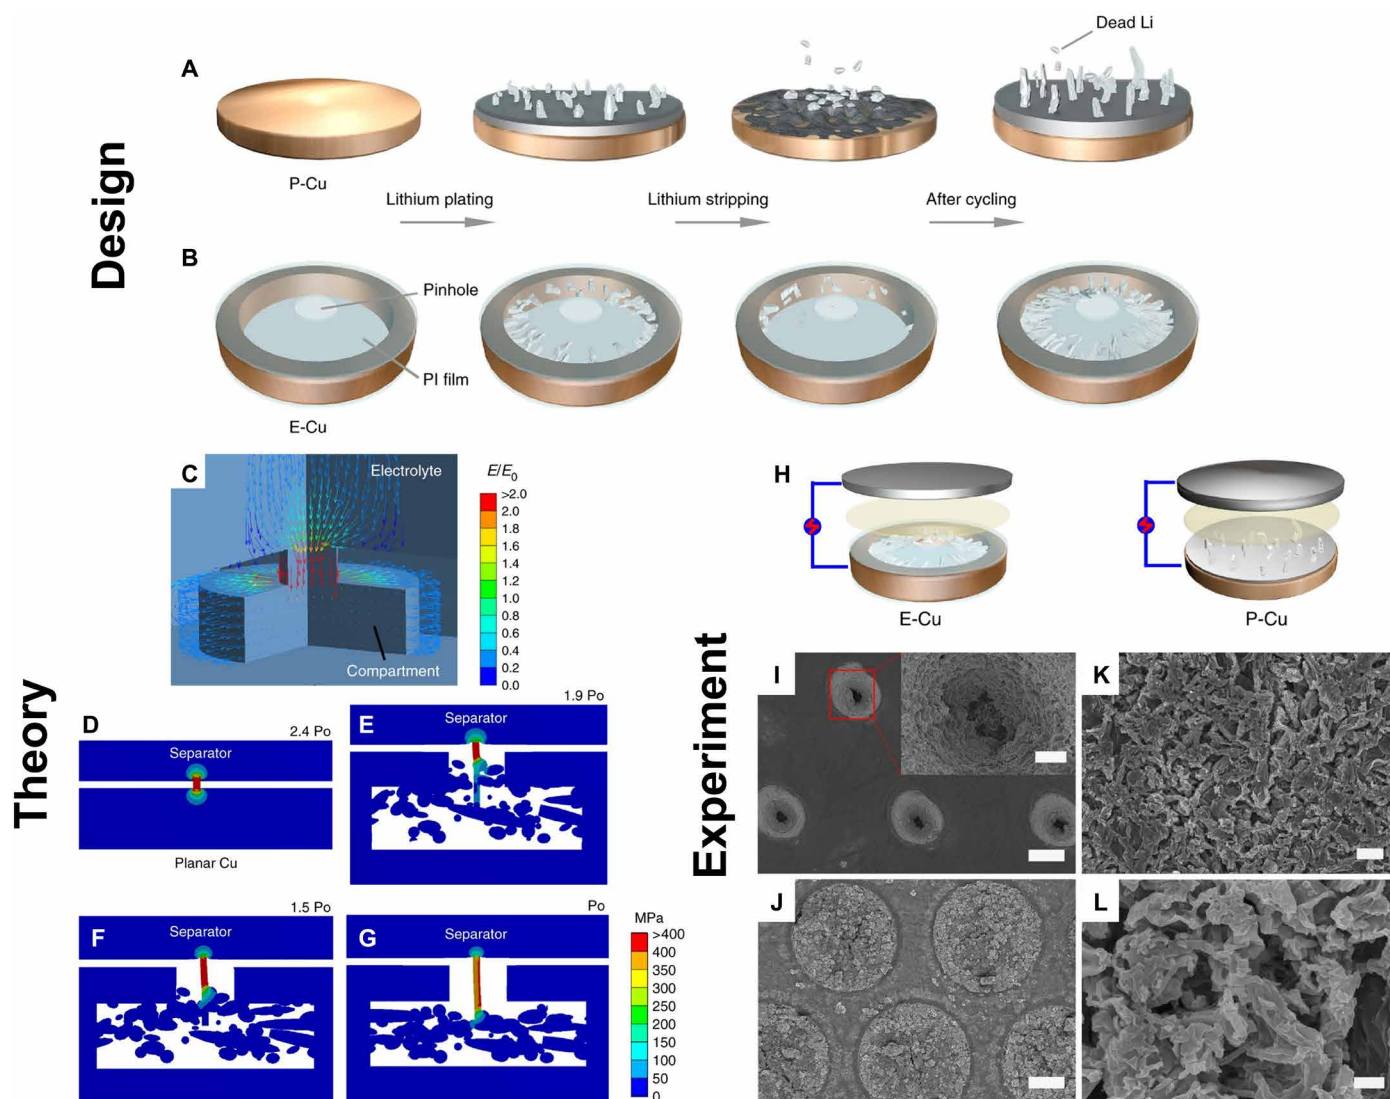 Design
A
Dead Li
P-Cu
Lithium plating
Lithium stripping
After cycling
B
Pinhole
PI film
E-Cu
Theory
C
Electrolyte
Compartment
E/E0
>2.0
2.0
1.8
1.6
1.4
1.2
1.0
0.8
0.6
0.4
0.2
0.0
D
2.4 Po
Separator
Planar Cu
E
1.9 Po
Separator
F
1.5 Po
Separator
G
Po
Separator
MPa
>400
400
350
300
250
200
150
100
50
0
Experiment
H
E-Cu
P-Cu
I
K
J
L